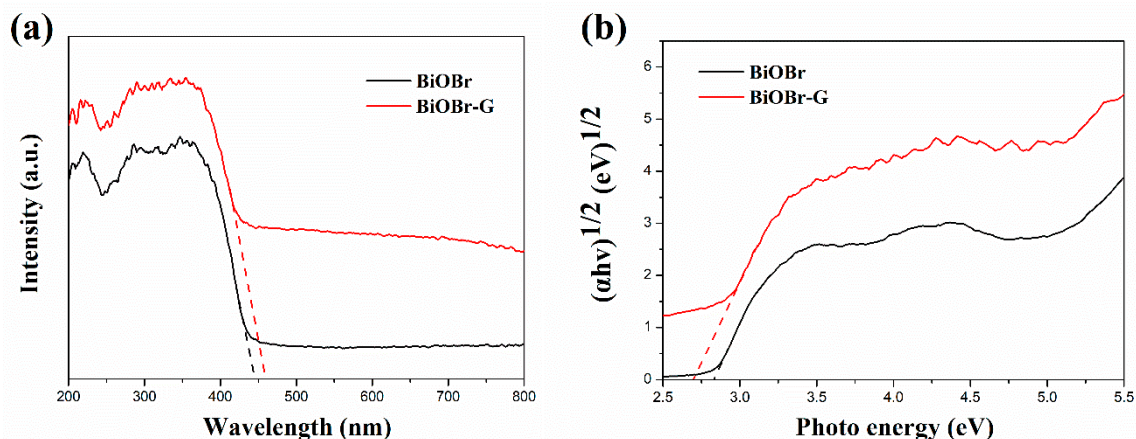 (a)
BiOBr
BiOBr-G
Intensity (a.u.)
200 300 400 500 600 700 800
Wavelength (nm)
(b)
BiOBr
BiOBr-G
(αhv)1/2 (eV)1/2
6
5
4
3
2
1
0
2.5 3.0 3.5 4.0 4.5 5.0 5.5
Photo energy (eV)